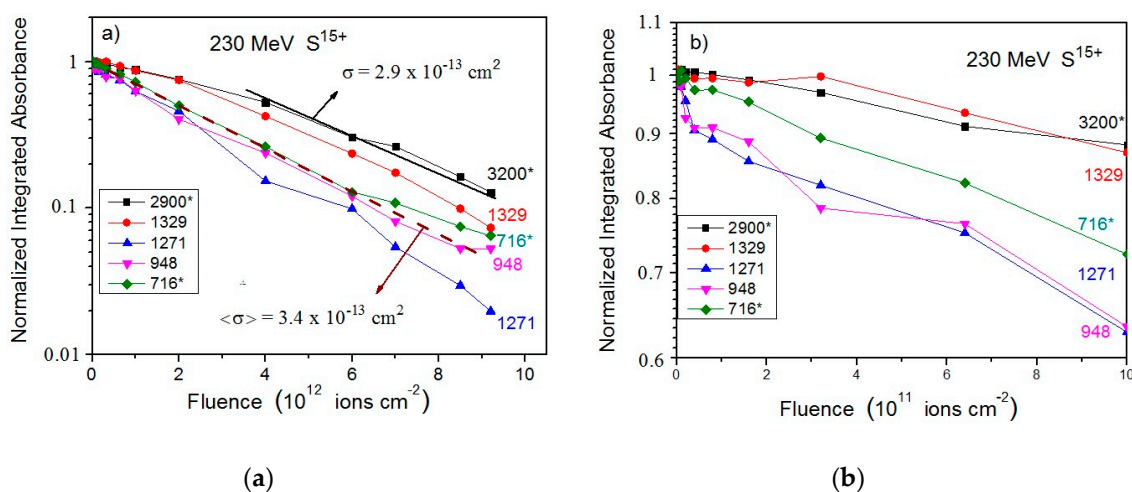 a)
230 MeV S15+
σ = 2.9 x 10-13 cm2
Normalized Integrated Absorbance
1
0.1
0.01
2900*
1329
1271
948
716*
3200*
1329
716*
948
1271
<σ> = 3.4 x 10-13 cm2
0 2 4 6 8 10
Fluence (1012 ions cm-2)
(a)
b)
230 MeV S15+
Normalized Integrated Absorbance
1.1
1
0.9
0.8
0.7
0.6
2900*
1329
1271
948
716*
3200*
1329
716*
1271
948
0 2 4 6 8 10
Fluence (1011 ions cm-2)
(b)